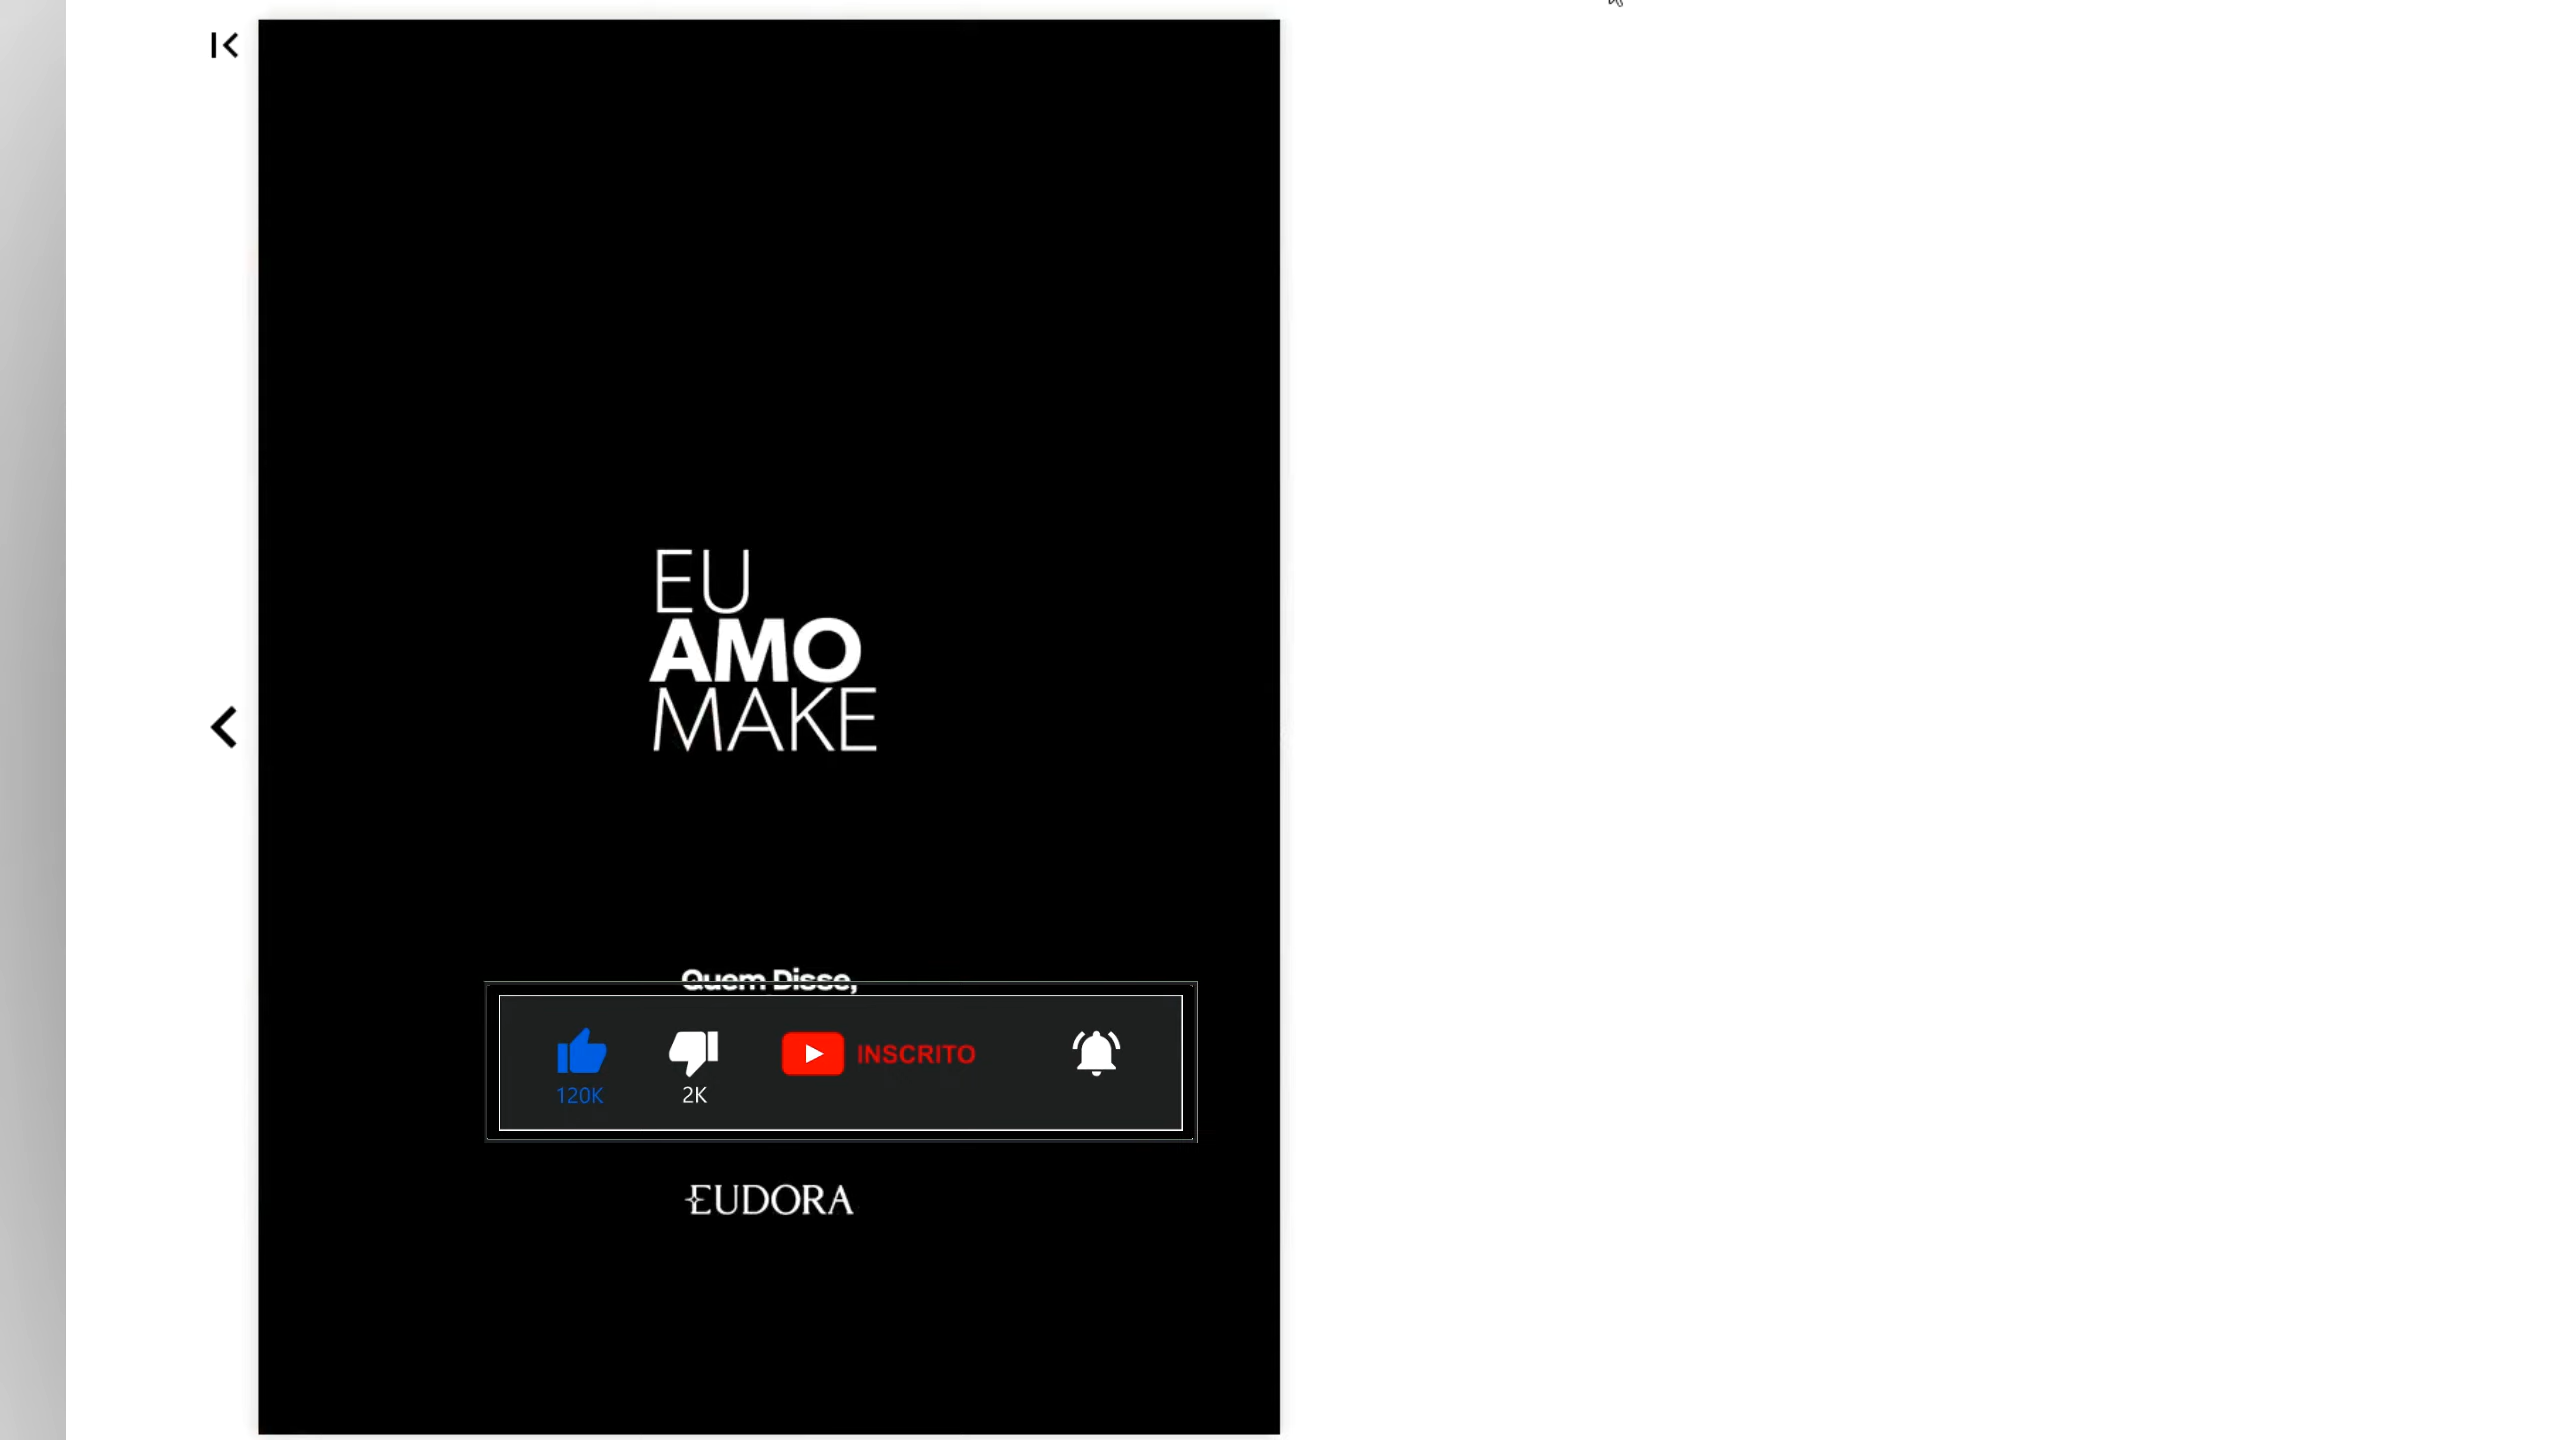 EU
AMO
MAKE
Quem Disse,
INSCRITO
120K
2K
EUDORA